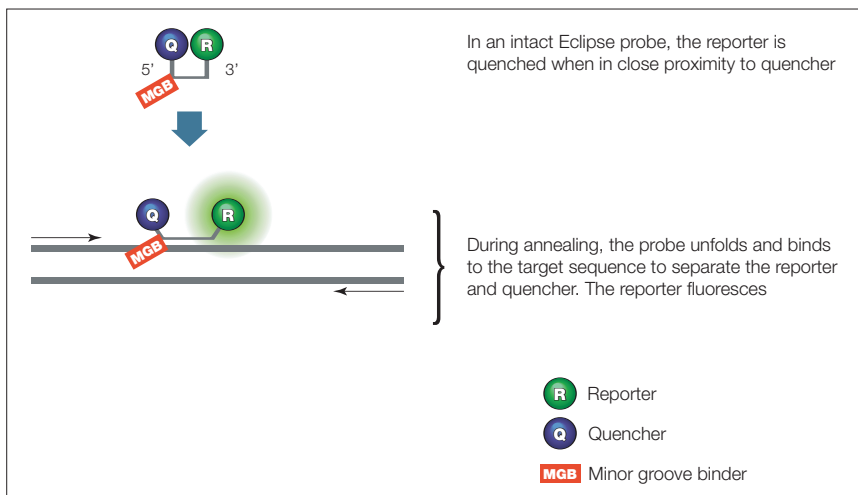 Q R
5’ 3’
MGB
In an intact Eclipse probe, the reporter is
quenched when in close proximity to quencher
Q R
MGB
During annealing, the probe unfolds and binds
to the target sequence to separate the reporter
and quencher. The reporter fluoresces
R Reporter
Q Quencher
MGB Minor groove binder